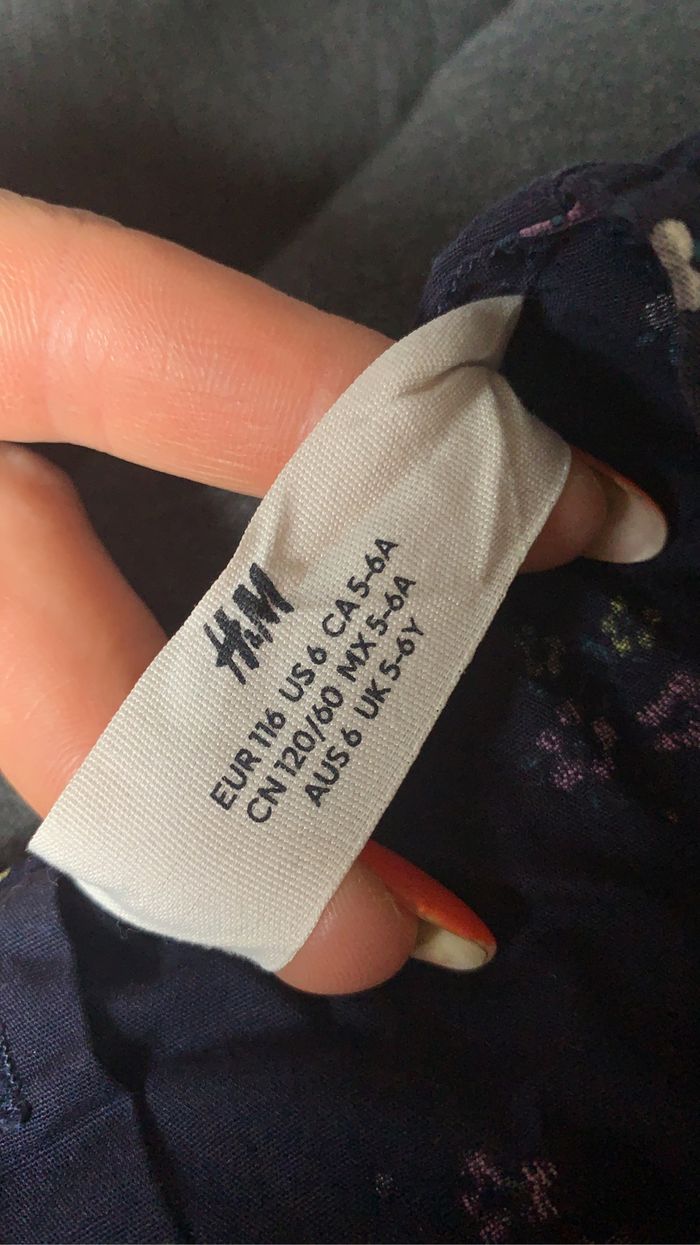 H&M
EUR 116 US 6 CA 5-6A
CN 120/60 MX 5-6A
AUS 6 UK 5-6Y